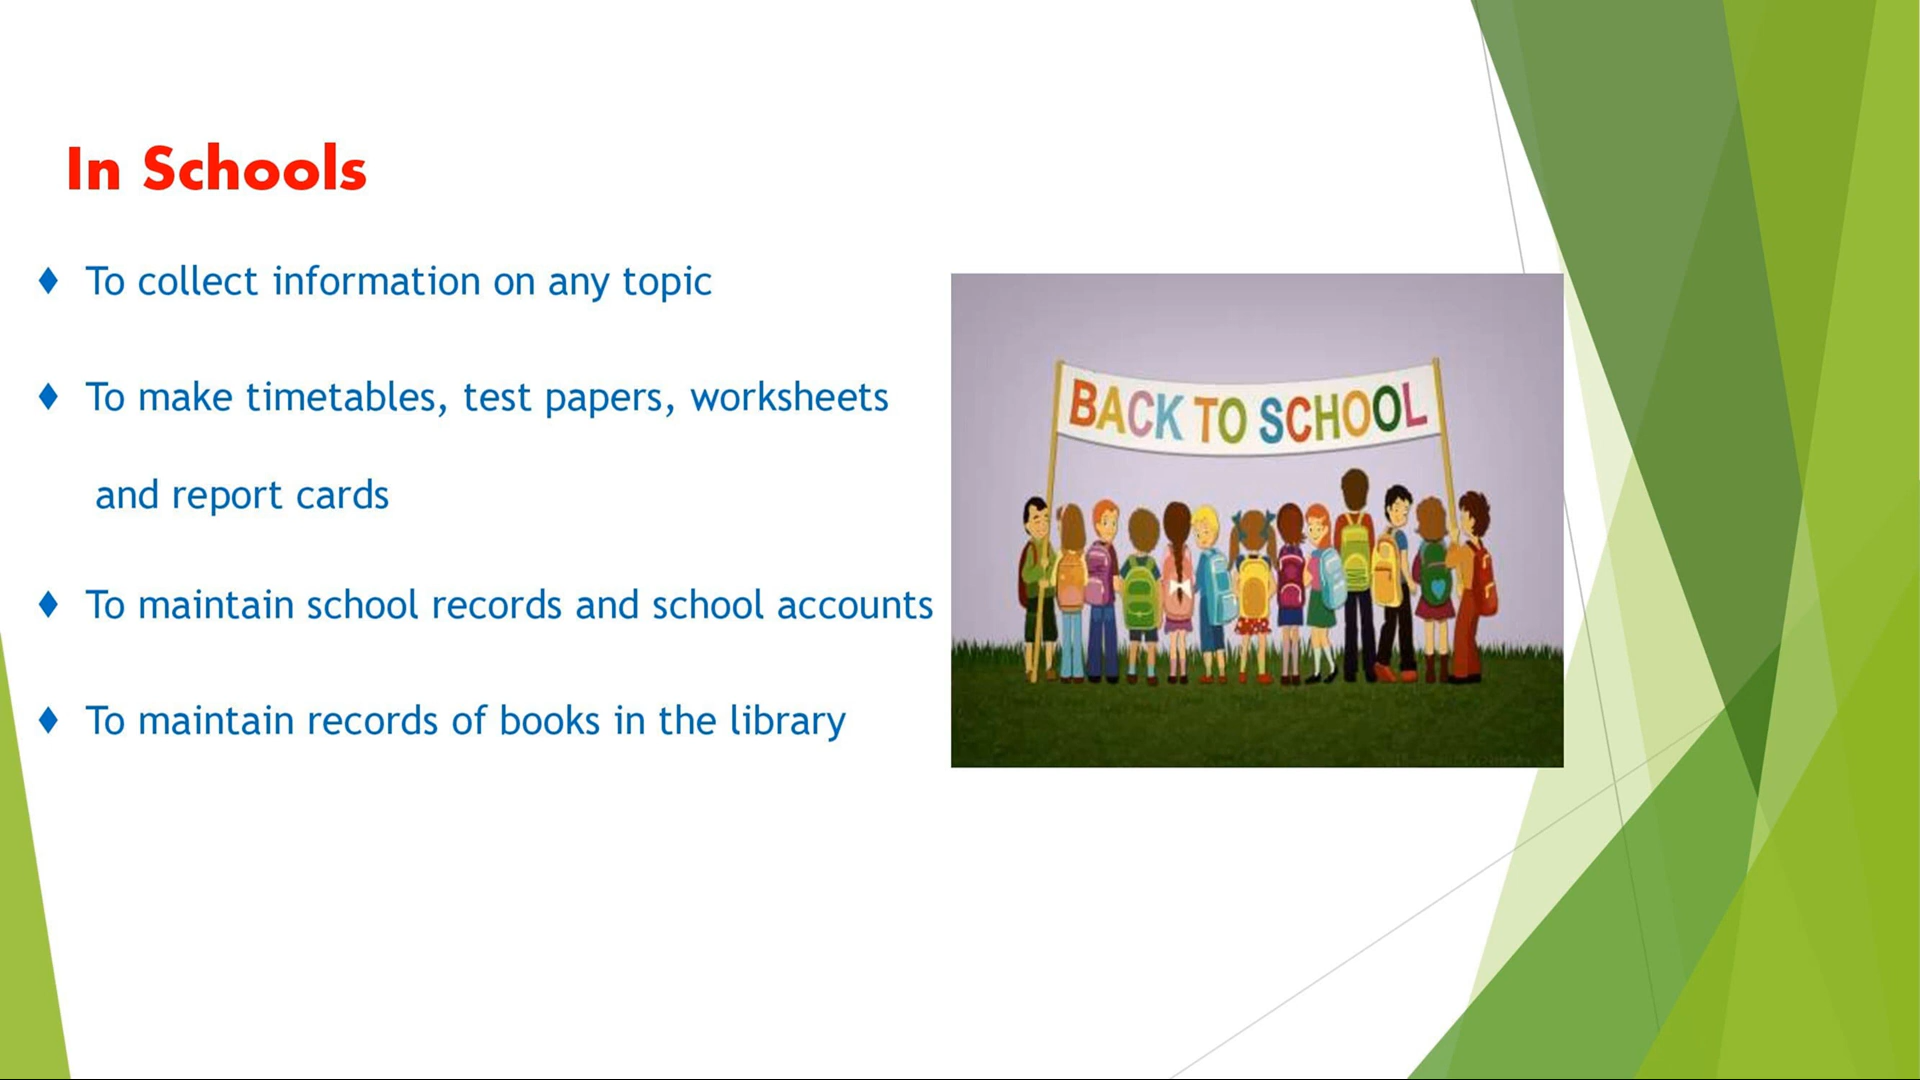 In Schools
♦ To collect information on any topic
♦ To make timetables, test papers, worksheets
and report cards
♦ To maintain school records and school accounts
♦ To maintain records of books in the library
BACK TO SCHOOL